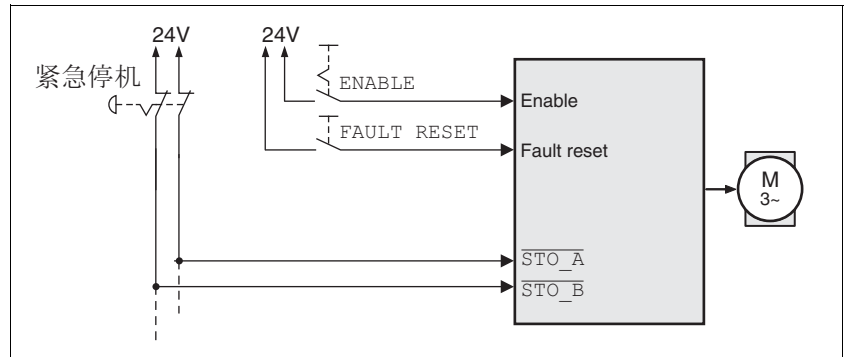 24V 24V
紧急停机
ENABLE
Enable
FAULT RESET
Fault reset
M
3~
STO_A
STO_B